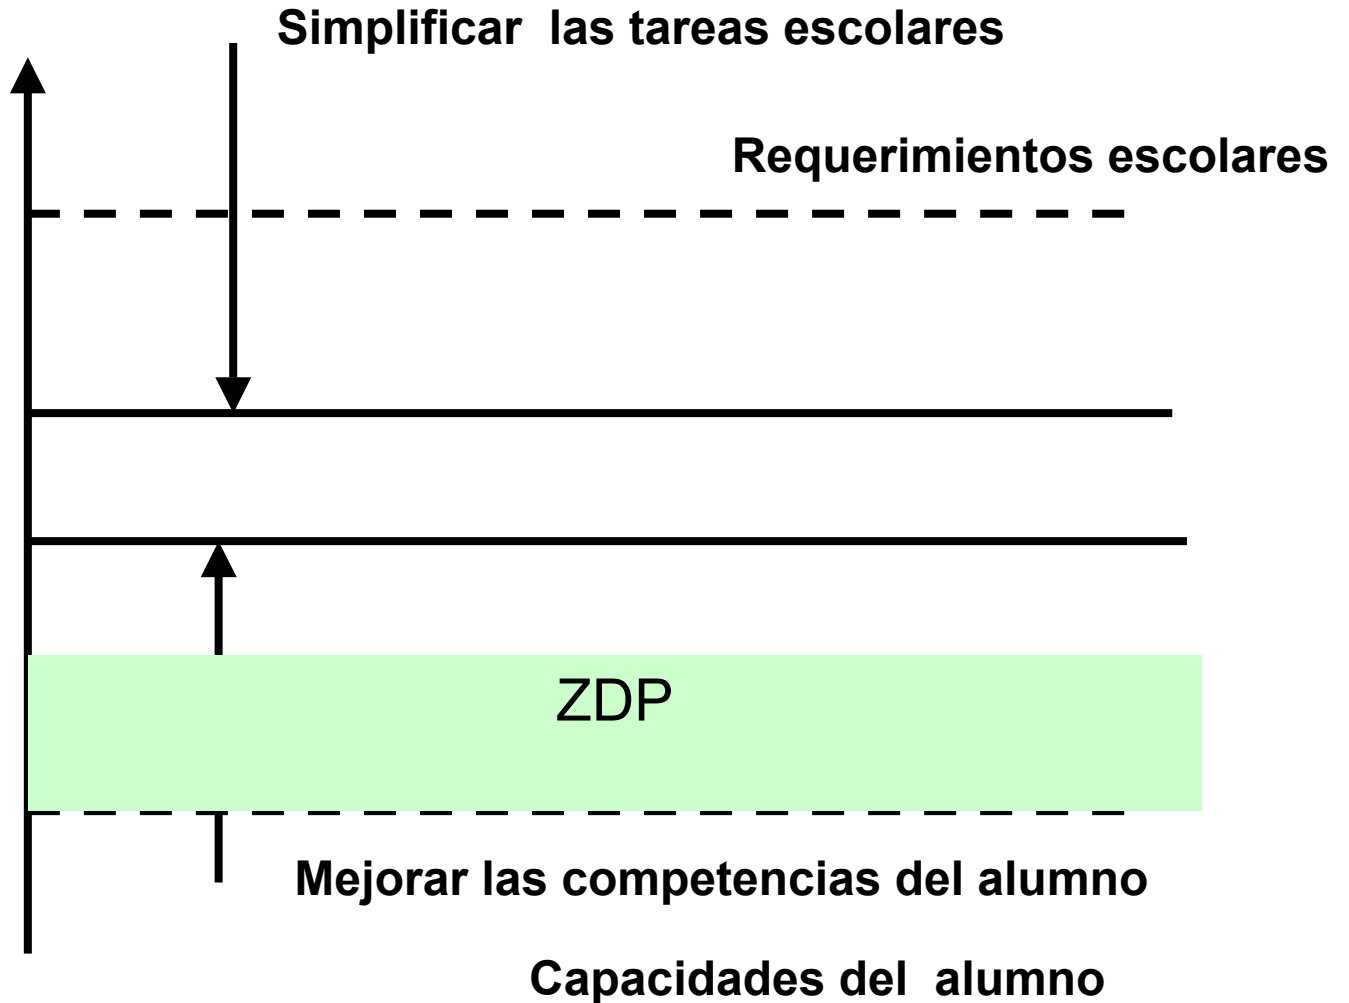 Simplificar  las tareas escolares
Requerimientos escolares
ZDP
Mejorar las competencias del alumno
Capacidades del  alumno